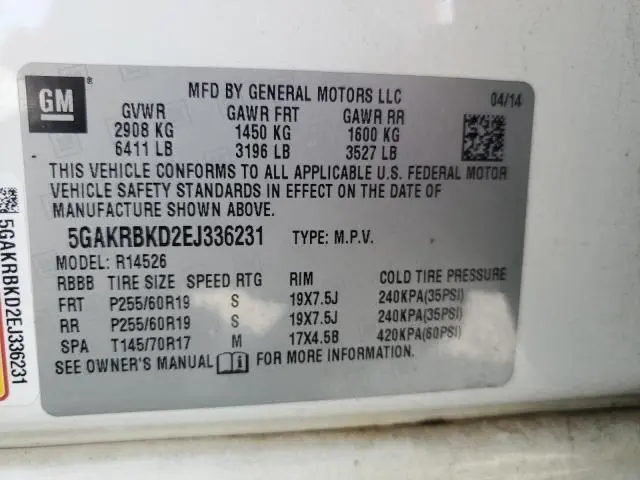 GM
®
MFD BY GENERAL MOTORS LLC
04/14
GVWR GAWR FRT GAWR RR
2908 KG 1450 KG 1600 KG
6411 LB 3196 LB 3527 LB
THIS VEHICLE CONFORMS TO ALL APPLICABLE U.S. FEDERAL MOTOR
VEHICLE SAFETY STANDARDS IN EFFECT ON THE DATE OF
MANUFACTURE SHOWN ABOVE.
5GAKRBKD2EJ336231 TYPE: M.P.V.
MODEL: R14526
RBBB TIRE SIZE SPEED RTG RIM COLD TIRE PRESSURE
FRT P255/60R19 S 19X7.5J 240KPA(35PSI)
RR P255/60R19 S 19X7.5J 240KPA(35PSI)
SPA T145/70R17 M 17X4.5B 420KPA(60PSI)
SEE OWNER'S MANUAL FOR MORE INFORMATION.
5GAKRBKD2EJ336231